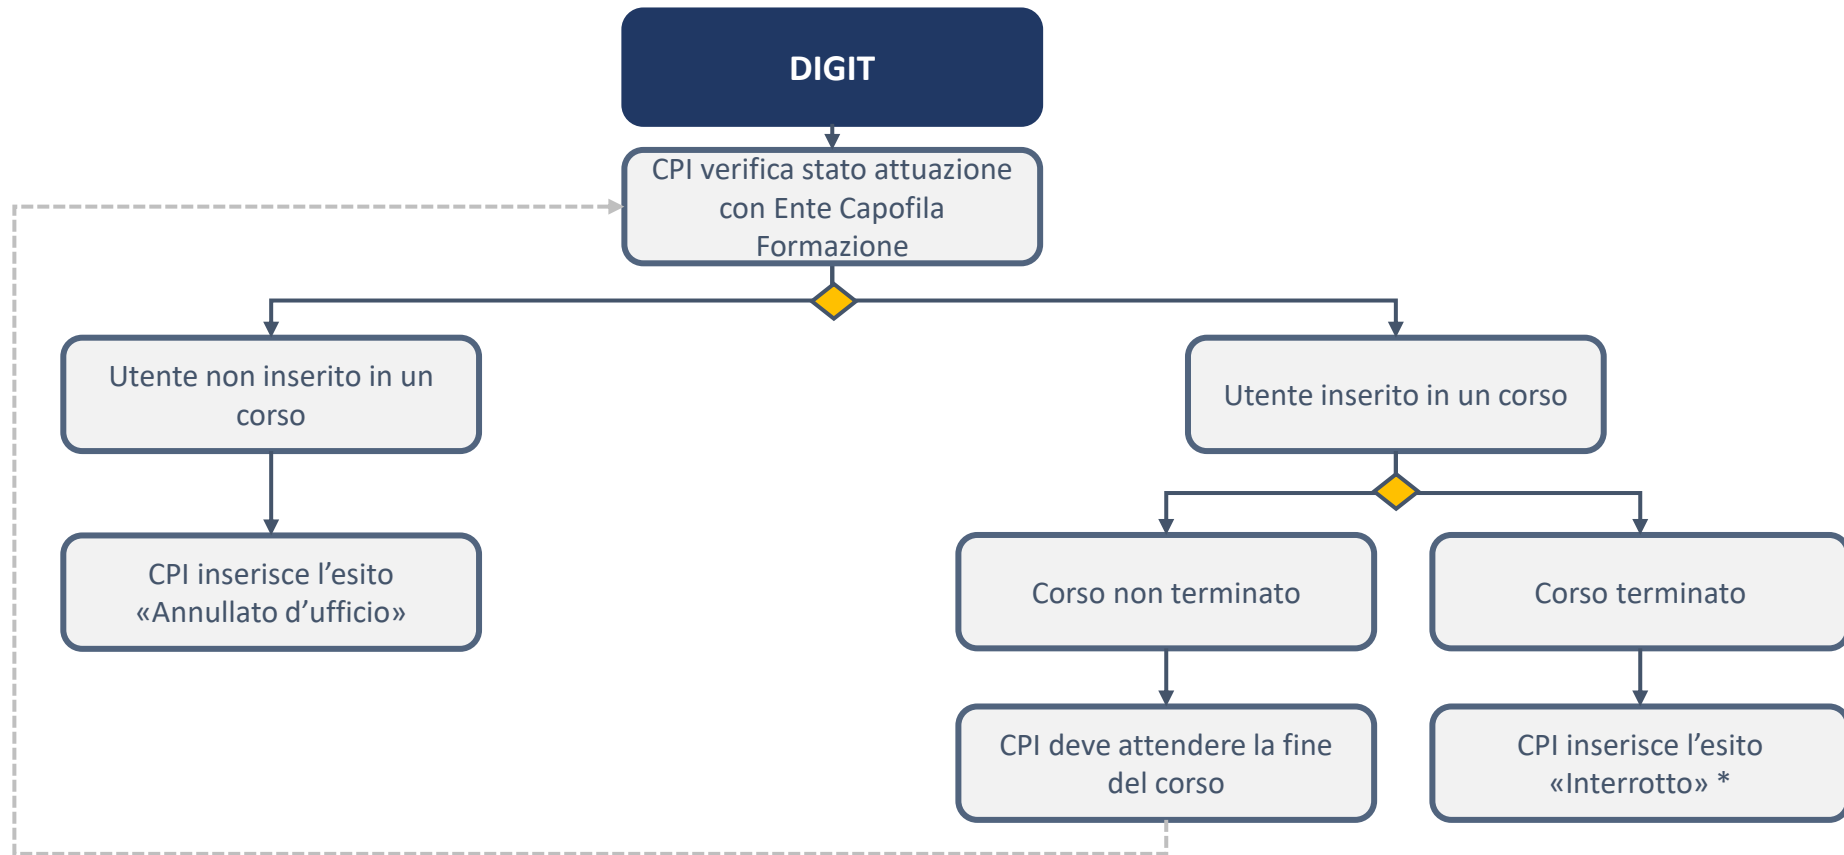 DIGIT
CPI verifica stato attuazione
con Ente Capofila
Formazione
Utente non inserito in un
corso
Utente inserito in un corso
CPI inserisce l’esito
«Annullato d’ufficio»
Corso non terminato
Corso terminato
CPI deve attendere la fine
del corso
CPI inserisce l’esito
«Interrotto» *